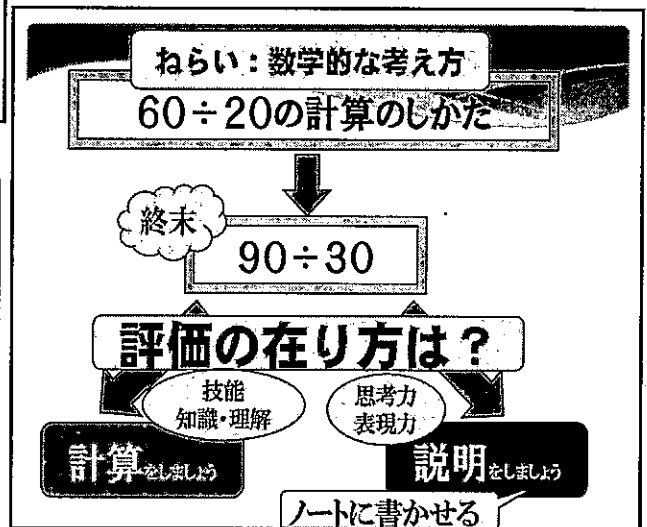 ねらい：数学的な考え方
60÷20の計算のしかた
終末
90÷30
評価の在り方は？
技能
知識・理解
思考力
表現力
計算をしましょう
説明をしましょう
ノートに書かせる